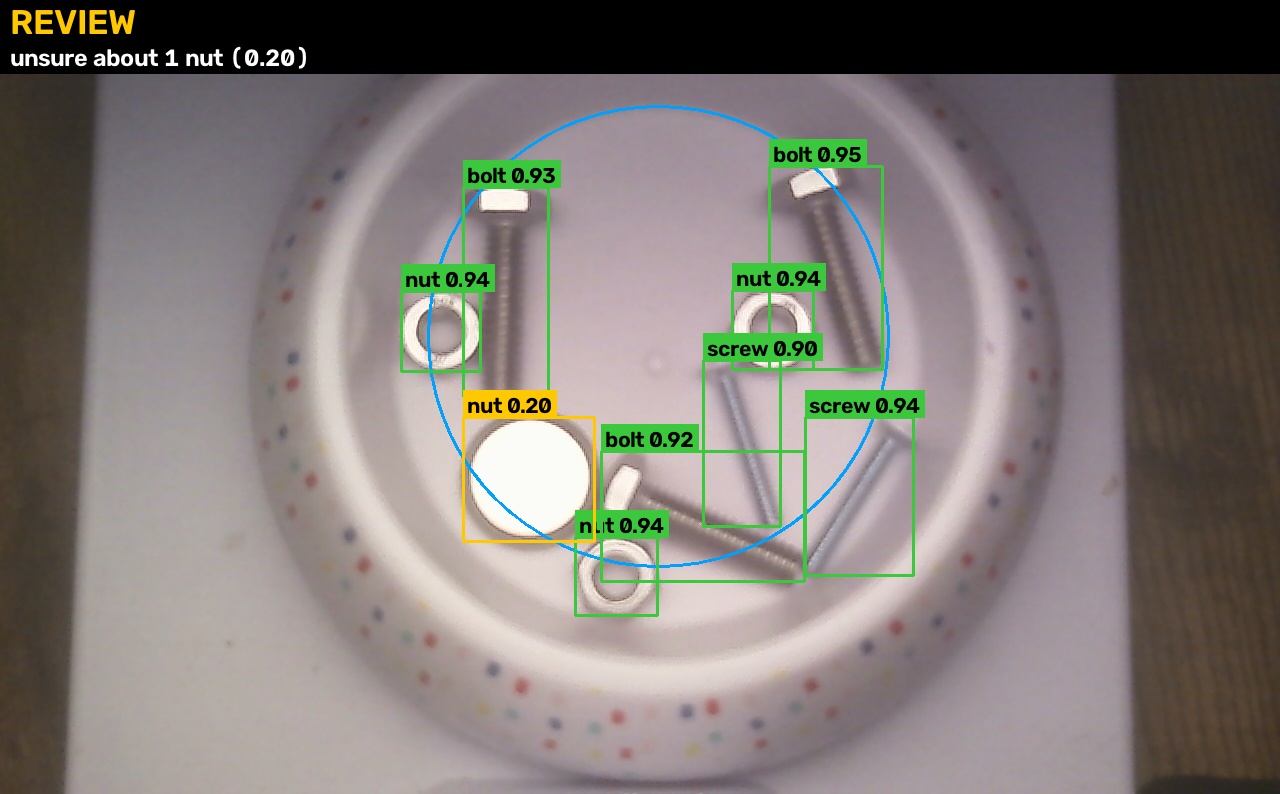 REVIEW
unsure about 1 nut (0.20)
bolt 0.95
bolt 0.93
nut 0.94
nut 0.94
screw 0.90
nut 0.20
screw 0.94
bolt 0.92
nut 0.94